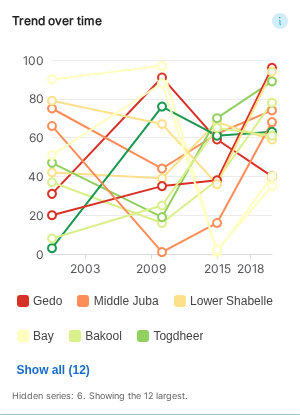 Trend over time
i
100
80
60
40
20
0
2003 2009 2015 2018
Gedo Middle Juba Lower Shabelle
Bay Bakool Togdheer
Show all (12)
Hidden series: 6. Showing the 12 largest.